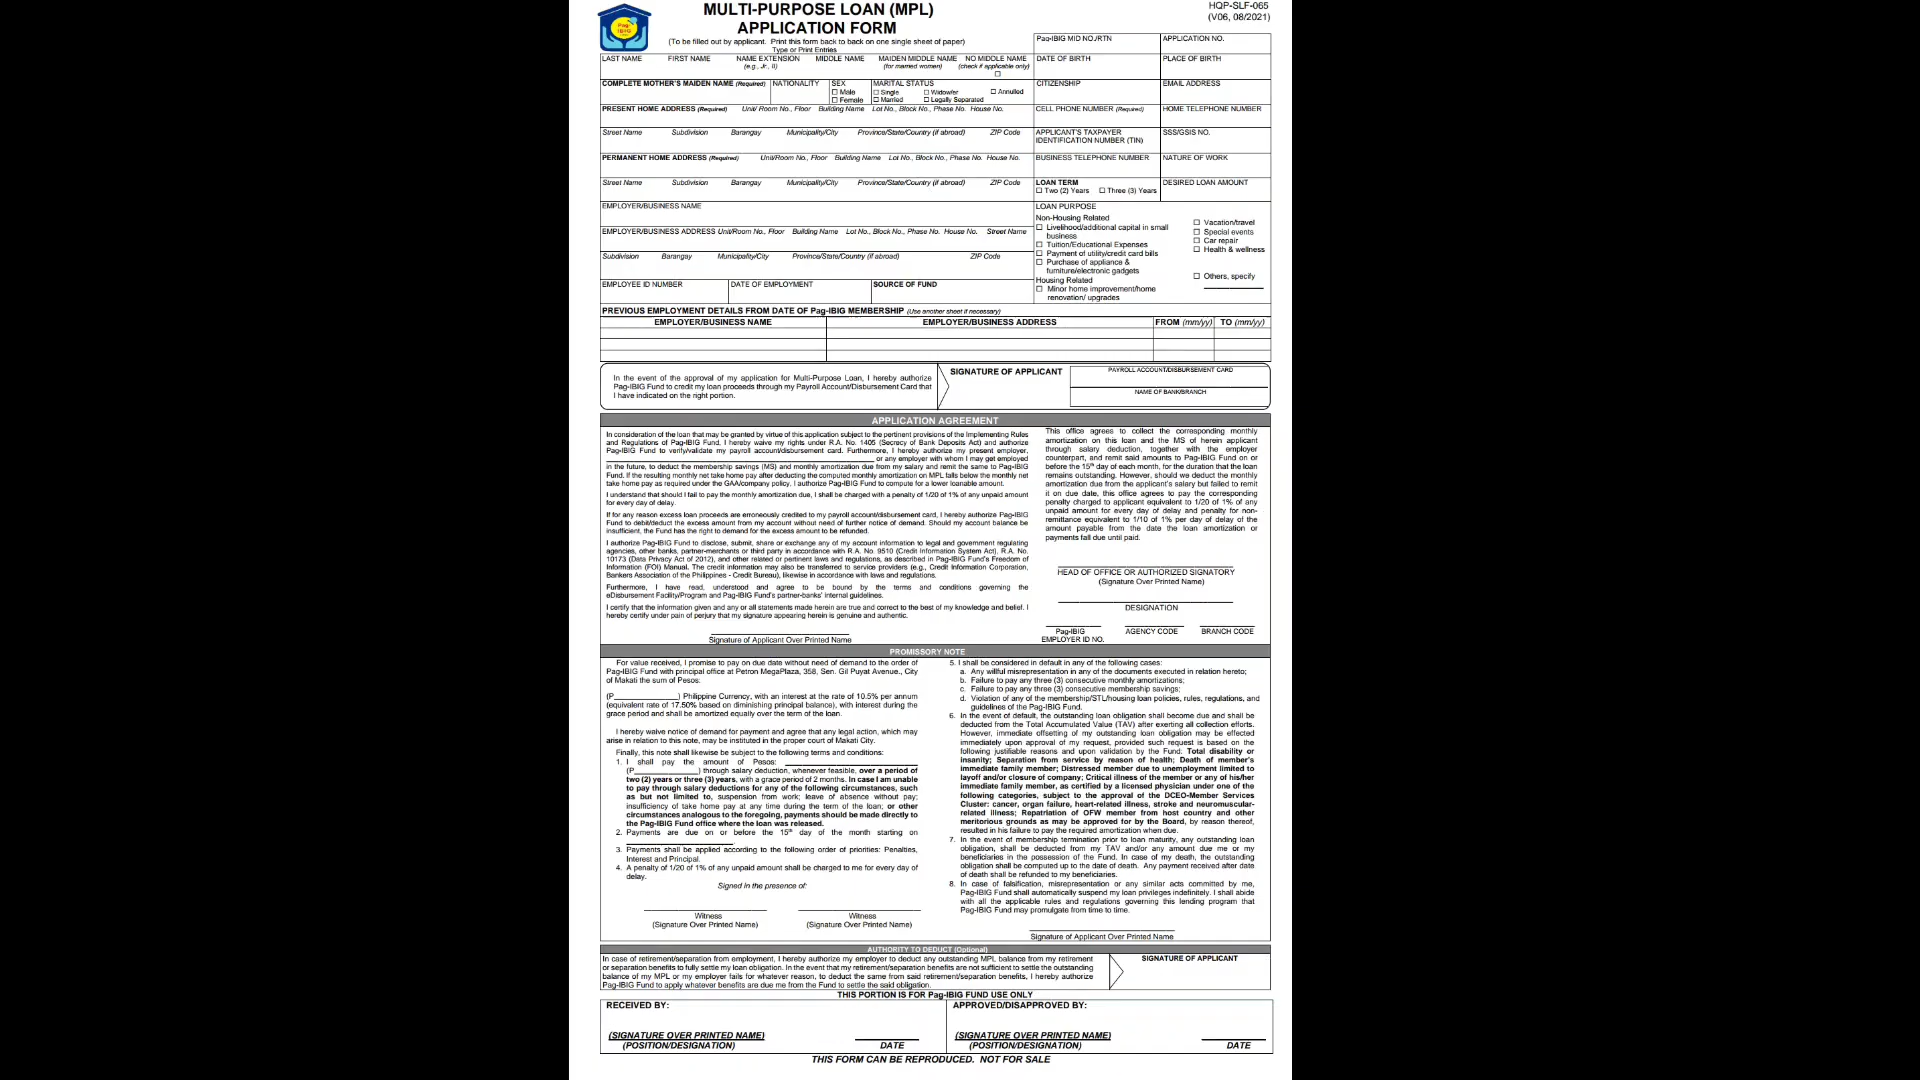 MULTI-PURPOSE LOAN (MPL)
APPLICATION FORM
HQP-SLF-065
(V06, 08/2021)
(To be filled out by applicant. Print this form back to back on one single sheet of paper)
Type or Print Entries
Pag-IBIG MID NO./RTN APPLICATION NO.
LAST NAME FIRST NAME NAME EXTENSION MIDDLE NAME MAIDEN MIDDLE NAME NO MIDDLE NAME DATE OF BIRTH PLACE OF BIRTH
(e.g., Jr., II) (for married women) (check if applicable only)
☐
COMPLETE MOTHER'S MAIDEN NAME (Required) NATIONALITY SEX MARITAL STATUS CITIZENSHIP EMAIL ADDRESS
☐ Male ☐ Single ☐ Widow/er ☐ Annulled
☐ Female ☐ Married ☐ Legally Separated
PRESENT HOME ADDRESS (Required) Unit/ Room No., Floor Building Name Lot No., Block No., Phase No. House No. CELL PHONE NUMBER (Required) HOME TELEPHONE NUMBER
Street Name Subdivision Barangay Municipality/City Province/State/Country (if abroad) ZIP Code APPLICANT'S TAXPAYER SSS/GSIS NO.
IDENTIFICATION NUMBER (TIN)
PERMANENT HOME ADDRESS (Required) Unit/Room No., Floor Building Name Lot No., Block No., Phase No. House No. BUSINESS TELEPHONE NUMBER NATURE OF WORK
Street Name Subdivision Barangay Municipality/City Province/State/Country (if abroad) ZIP Code LOAN TERM DESIRED LOAN AMOUNT
☐ Two (2) Years ☐ Three (3) Years
EMPLOYER/BUSINESS NAME
EMPLOYER/BUSINESS ADDRESS Unit/Room No., Floor Building Name Lot No., Block No., Phase No. House No. Street Name
Subdivision Barangay Municipality/City Province/State/Country (if abroad) ZIP Code
EMPLOYEE ID NUMBER DATE OF EMPLOYMENT SOURCE OF FUND
LOAN PURPOSE
Non-Housing Related
☐ Livelihood/additional capital in small
business
☐ Tuition/Educational Expenses
☐ Payment of utility/credit card bills
☐ Purchase of appliance &
furniture/electronic gadgets
Housing Related
☐ Minor home improvement/home
renovation/ upgrades
☐ Vacation/travel
☐ Special events
☐ Car repair
☐ Health & wellness
☐ Others, specify
PREVIOUS EMPLOYMENT DETAILS FROM DATE OF Pag-IBIG MEMBERSHIP (Use another sheet if necessary)
EMPLOYER/BUSINESS NAME EMPLOYER/BUSINESS ADDRESS FROM (mm/yy) TO (mm/yy)
In the event of the approval of my application for Multi-Purpose Loan, I hereby authorize
Pag-IBIG Fund to credit my loan proceeds through my Payroll Account/Disbursement Card that
I have indicated on the right portion.
SIGNATURE OF APPLICANT
PAYROLL ACCOUNT/DISBURSEMENT CARD
NAME OF BANK/BRANCH
APPLICATION AGREEMENT
In consideration of the loan that may be granted by virtue of this application subject to the pertinent provisions of the Implementing Rules
and Regulations of Pag-IBIG Fund, I hereby waive my rights under R.A. No. 1405 (Secrecy of Bank Deposits Act) and authorize
Pag-IBIG Fund to verify/validate my payroll account/disbursement card. Furthermore, I hereby authorize my present employer,
or any employer with whom I may get employed
in the future, to deduct the membership savings (MS) and monthly amortization due from my salary and remit the same to Pag-IBIG
Fund. If the resulting monthly net take home pay after deducting the computed monthly amortization on MPL falls below the monthly net
take home pay as required under the GAA/company policy, I authorize Pag-IBIG Fund to compute for a lower loanable amount.
I understand that should I fail to pay the monthly amortization due, I shall be charged with a penalty of 1/20 of 1% of any unpaid amount
for every day of delay.
If for any reason excess loan proceeds are erroneously credited to my payroll account/disbursement card, I hereby authorize Pag-IBIG
Fund to debit/deduct the excess amount from my account without need of further notice of demand. Should my account balance be
insufficient, the Fund has the right to demand for the excess amount to be refunded.
I authorize Pag-IBIG Fund to disclose, submit, share or exchange any of my account information to legal and government regulating
agencies, other banks, partner-merchants or third party in accordance with R.A. No. 9510 (Credit Information System Act), R.A. No.
10173 (Data Privacy Act of 2012), and other related or pertinent laws and regulations, as described in Pag-IBIG Fund's Freedom of
Information (FOI) Manual. The credit information may also be transferred to service providers (e.g., Credit Information Corporation,
Bankers Association of the Philippines - Credit Bureau), likewise in accordance with laws and regulations.
Furthermore, I have read, understood and agree to be bound by the terms and conditions governing the
eDisbursement Facility/Program and Pag-IBIG Fund's partner-banks' internal guidelines.
I certify that the information given and any or all statements made herein are true and correct to the best of my knowledge and belief. I
hereby certify under pain of perjury that my signature appearing herein is genuine and authentic.
Signature of Applicant Over Printed Name
This office agrees to collect the corresponding monthly
amortization on this loan and the MS of herein applicant
through salary deduction, together with the employer
counterpart, and remit said amounts to Pag-IBIG Fund on or
before the 15th day of each month, for the duration that the loan
remains outstanding. However, should we deduct the monthly
amortization due from the applicant's salary but failed to remit
it on due date, this office agrees to pay the corresponding
penalty charged to applicant equivalent to 1/20 of 1% of any
unpaid amount for every day of delay and penalty for non-
remittance equivalent to 1/10 of 1% per day of delay of the
amount payable from the date the loan amortization or
payments fall due until paid.
HEAD OF OFFICE OR AUTHORIZED SIGNATORY
(Signature Over Printed Name)
DESIGNATION
Pag-IBIG AGENCY CODE BRANCH CODE
EMPLOYER ID NO.
PROMISSORY NOTE
For value received, I promise to pay on due date without need of demand to the order of
Pag-IBIG Fund with principal office at Petron MegaPlaza, 358, Sen. Gil Puyat Avenue., City
of Makati the sum of Pesos:
(P______________) Philippine Currency, with an interest at the rate of 10.5% per annum
(equivalent rate of 17.50% based on diminishing principal balance), with interest during the
grace period and shall be amortized equally over the term of the loan.
I hereby waive notice of demand for payment and agree that any legal action, which may
arise in relation to this note, may be instituted in the proper court of Makati City.
Finally, this note shall likewise be subject to the following terms and conditions:
1. I shall pay the amount of Pesos: ______________
(P______________) through salary deduction, whenever feasible, over a period of
two (2) years or three (3) years, with a grace period of 2 months. In case I am unable
to pay through salary deductions for any of the following circumstances, such
as but not limited to, suspension from work; leave of absence without pay;
insufficiency of take home pay at any time during the term of the loan; or other
circumstances analogous to the foregoing, payments should be made directly to
the Pag-IBIG Fund office where the loan was released.
2. Payments are due on or before the 15th day of the month starting on
______________.
3. Payments shall be applied according to the following order of priorities: Penalties,
Interest and Principal.
4. A penalty of 1/20 of 1% of any unpaid amount shall be charged to me for every day of
delay.
Signed in the presence of:
Witness Witness
(Signature Over Printed Name) (Signature Over Printed Name)
5. I shall be considered in default in any of the following cases:
a. Any willful misrepresentation in any of the documents executed in relation hereto;
b. Failure to pay any three (3) consecutive monthly amortizations;
c. Failure to pay any three (3) consecutive membership savings;
d. Violation of any of the membership/STL/housing loan policies, rules, regulations, and
guidelines of the Pag-IBIG Fund.
6. In the event of default, the outstanding loan obligation shall become due and shall be
deducted from the Total Accumulated Value (TAV) after exerting all collection efforts.
However, immediate offsetting of my outstanding loan obligation may be effected
immediately upon approval of my request, provided such request is based on the
following justifiable reasons and upon validation by the Fund: Total disability or
insanity; Separation from service by reason of health; Death of member's
immediate family member; Distressed member due to unemployment limited to
layoff and/or closure of company; Critical illness of the member or any of his/her
immediate family member, as certified by a licensed physician under one of the
following categories, subject to the approval of the DCEO-Member Services
Cluster: cancer, organ failure, heart-related illness, stroke and neuromuscular-
related illness; Repatriation of OFW member from host country and other
meritorious grounds as may be approved for by the Board, by reason thereof,
resulted in his failure to pay the required amortization when due.
7. In the event of membership termination prior to loan maturity, any outstanding loan
obligation, shall be deducted from my TAV and/or any amount due me or my
beneficiaries in the possession of the Fund. In case of my death, the outstanding
obligation shall be computed up to the date of death. Any payment received after date
of death shall be refunded to my beneficiaries.
8. In case of falsification, misrepresentation or any similar acts committed by me,
Pag-IBIG Fund shall automatically suspend my loan privileges indefinitely. I shall abide
with all the applicable rules and regulations governing this lending program that
Pag-IBIG Fund may promulgate from time to time.
Signature of Applicant Over Printed Name
AUTHORITY TO DEDUCT (Optional)
In case of retirement/separation from employment, I hereby authorize my employer to deduct any outstanding MPL balance from my retirement
or separation benefits to fully settle my loan obligation. In the event that my retirement/separation benefits are not sufficient to settle the outstanding
balance of my MPL or my employer fails for whatever reason, to deduct the same from said retirement/separation benefits, I hereby authorize
Pag-IBIG Fund to apply whatever benefits are due me from the Fund to settle the said obligation.
SIGNATURE OF APPLICANT
THIS PORTION IS FOR Pag-IBIG FUND USE ONLY
RECEIVED BY: APPROVED/DISAPPROVED BY:
(SIGNATURE OVER PRINTED NAME) (SIGNATURE OVER PRINTED NAME)
(POSITION/DESIGNATION) DATE (POSITION/DESIGNATION) DATE
THIS FORM CAN BE REPRODUCED. NOT FOR SALE